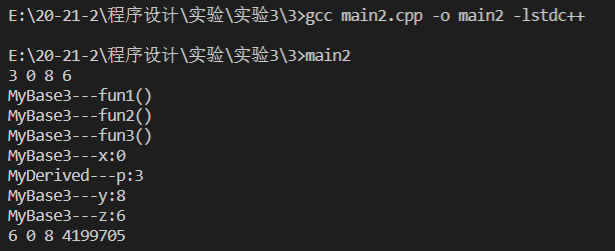 E:\20-21-2\程序设计\实验\实验3\3>gcc main2.cpp -o main2 -lstdc++
E:\20-21-2\程序设计\实验\实验3\3>main2
3 0 8 6
MyBase3---fun1()
MyBase3---fun2()
MyBase3---fun3()
MyBase3---x:0
MyDerived---p:3
MyBase3---y:8
MyBase3---z:6
6 0 8 4199705